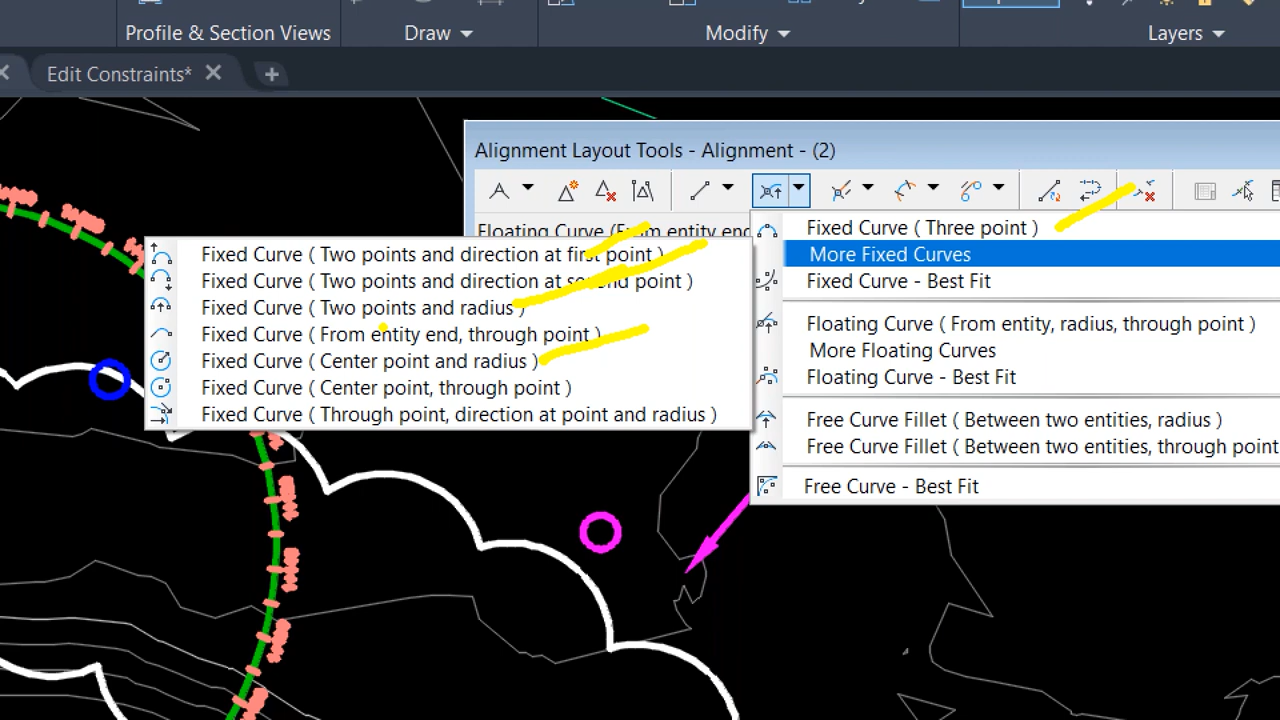 Profile & Section Views
Draw
Modify
Layers
Edit Constraints*
Alignment Layout Tools - Alignment - (2)
Floating Curve (From entity end
Fixed Curve ( Three point )
More Fixed Curves
Fixed Curve - Best Fit
Floating Curve ( From entity, radius, through point )
More Floating Curves
Floating Curve - Best Fit
Free Curve Fillet ( Between two entities, radius )
Free Curve Fillet ( Between two entities, through point
Free Curve - Best Fit
Fixed Curve ( Two points and direction at first point )
Fixed Curve ( Two points and direction at second point )
Fixed Curve ( Two points and radius )
Fixed Curve ( From entity end, through point )
Fixed Curve ( Center point and radius )
Fixed Curve ( Center point, through point )
Fixed Curve ( Through point, direction at point and radius )